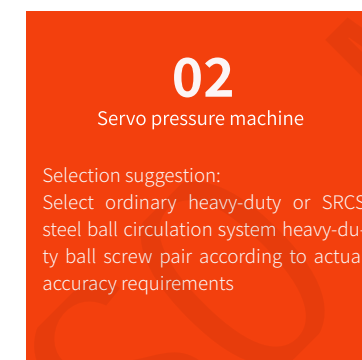 02
Servo pressure machine
Selection suggestion:
Select ordinary heavy-duty or SRCS
steel ball circulation system heavy-du-
ty ball screw pair according to actua
accuracy requirements